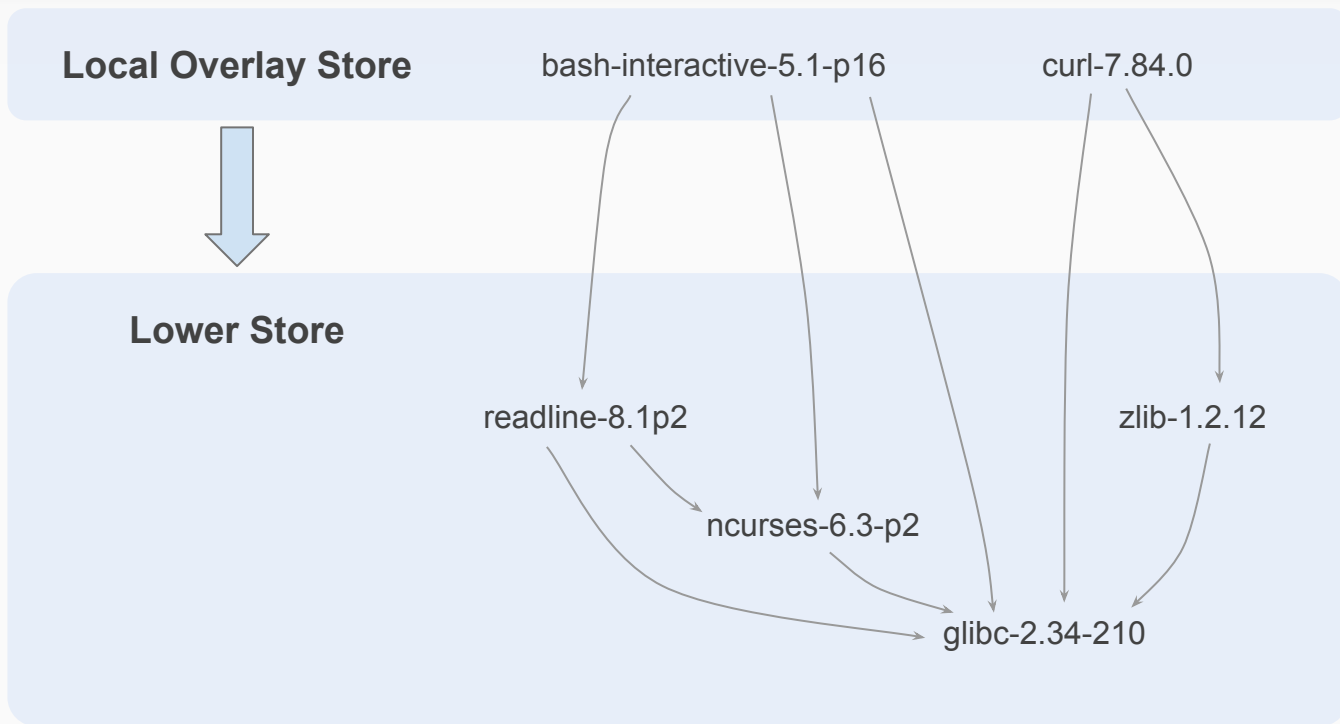 Local Overlay Store
bash-interactive-5.1-p16
curl-7.84.0
Lower Store
readline-8.1p2
zlib-1.2.12
ncurses-6.3-p2
glibc-2.34-210